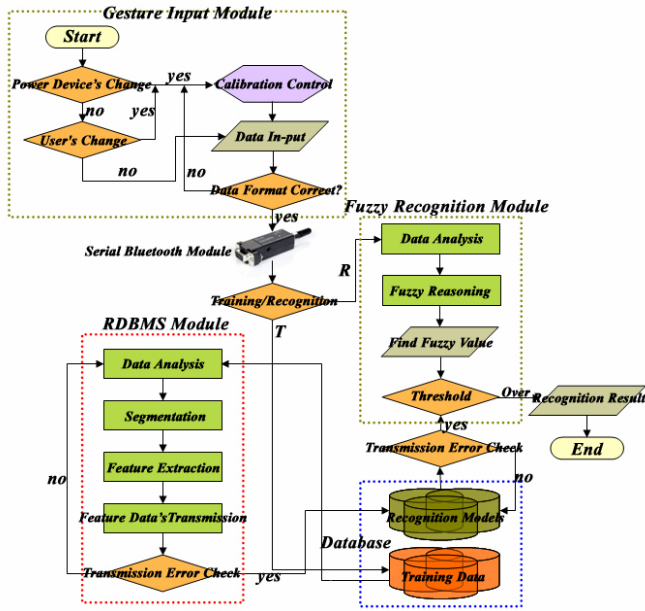 Gesture Input Module
Start
Power Device's Change
yes
Calibration Control
no
yes
User's Change
Data In-put
no
no
Data Format Correct?
yes
Fuzzy Recognition Module
Serial Bluetooth Module
Data Analysis
R
Training/Recognition
Fuzzy Reasoning
RDBMS Module
T
Find Fuzzy Value
Data Analysis
Threshold
Over
Recognition Result
Segmentation
yes
Transmission Error Check
End
Feature Extraction
no
no
Feature Data'sTransmission
Recognition Models
Database
Transmission Error Check
yes
Training Data